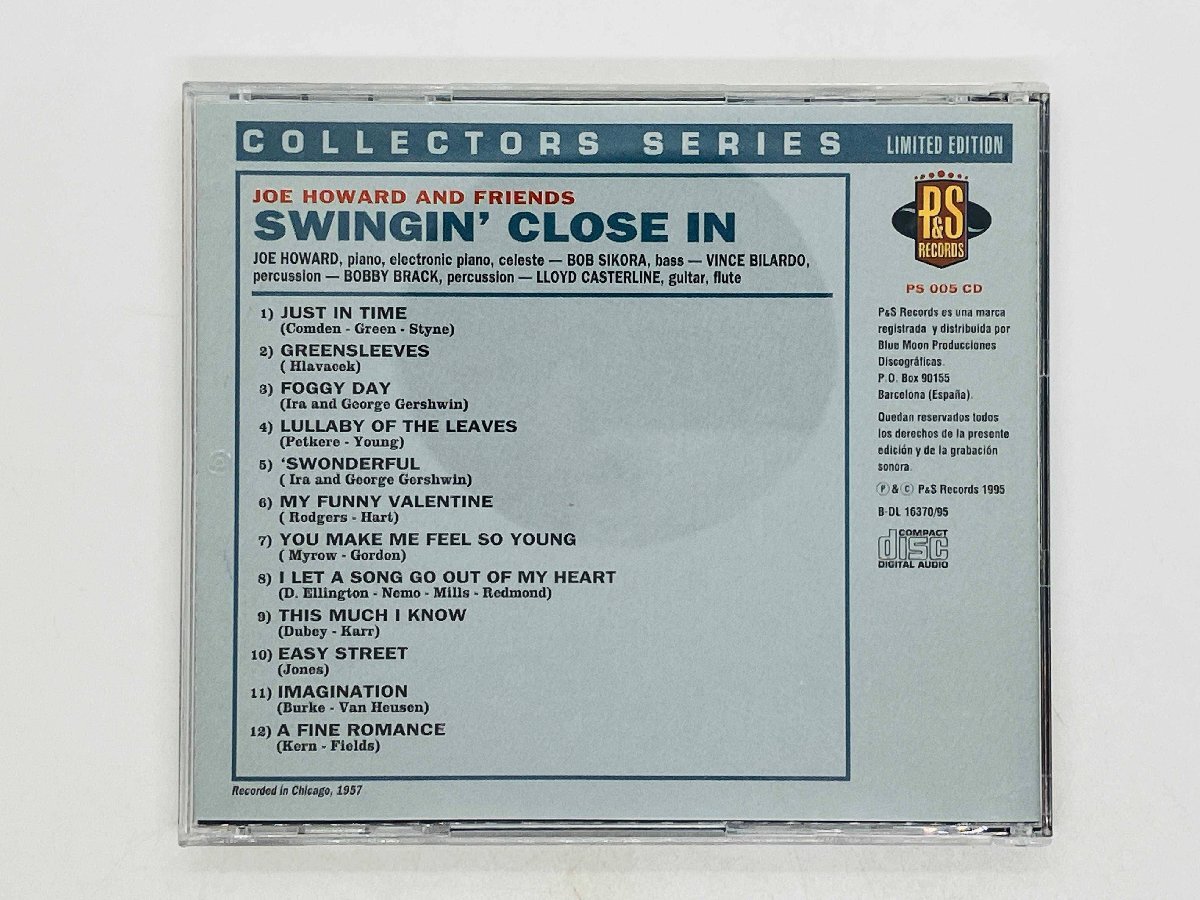 COLLECTORS SERIES LIMITED EDITION
JOE HOWARD AND FRIENDS
SWINGIN' CLOSE IN
JOE HOWARD, piano, electronic piano, celeste — BOB SIKORA, bass — VINCE BILARDO,
percussion — BOBBY BRACK, percussion — LLOYD CASTERLINE, guitar, flute
1) JUST IN TIME
(Comden - Green - Styne)
2) GREENSLEEVES
( Hlavacek)
3) FOGGY DAY
(Ira and George Gershwin)
4) LULLABY OF THE LEAVES
(Petkere - Young)
5) 'SWONDERFUL
( Ira and George Gershwin)
6) MY FUNNY VALENTINE
( Rodgers - Hart)
7) YOU MAKE ME FEEL SO YOUNG
( Myrow - Gordon)
8) I LET A SONG GO OUT OF MY HEART
(D. Ellington - Nemo - Mills - Redmond)
9) THIS MUCH I KNOW
(Dubey - Karr)
10) EASY STREET
(Jones)
11) IMAGINATION
(Burke - Van Heusen)
12) A FINE ROMANCE
(Kern - Fields)
Recorded in Chicago, 1957
P&S
RECORDS
PS 005 CD
P&S Records es una marca
registrada y distribuida por
Blue Moon Producciones
Discográficas.
P.O. Box 90155
Barcelona (España).
Quedan reservados todos
los derechos de la presente
edición y de la grabación
sonora.
Ⓟ & Ⓒ P&S Records 1995
B-DL 16370/95
COMPACT
disc
DIGITAL AUDIO